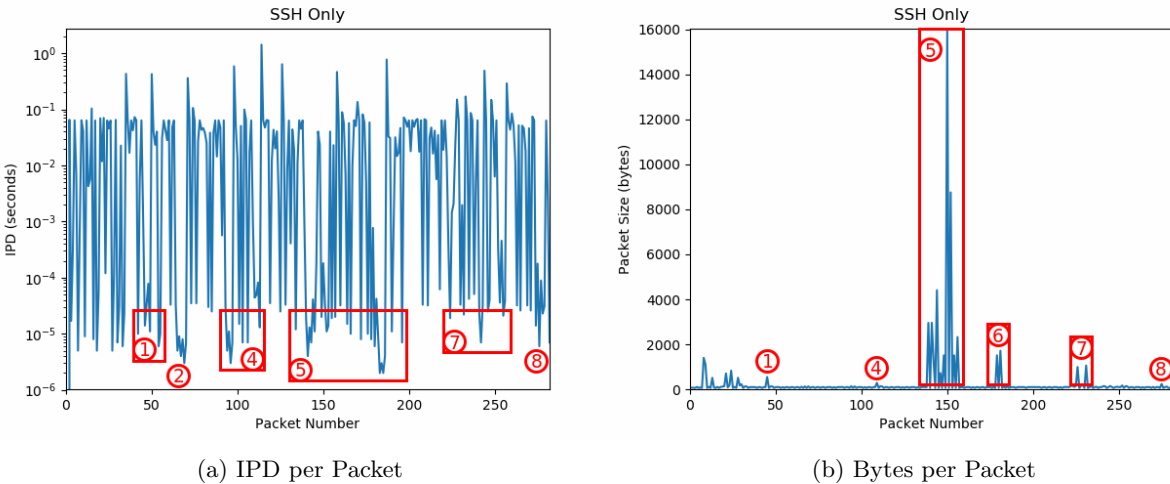 SSH Only
IPD (seconds)
10^0
10^-1
10^-2
10^-3
10^-4
10^-5
10^-6
1
2
4
5
7
8
0 50 100 150 200 250
Packet Number
(a) IPD per Packet
SSH Only
Packet Size (bytes)
16000
14000
12000
10000
8000
6000
4000
2000
0
5
1
4
6
7
8
0 50 100 150 200 250
Packet Number
(b) Bytes per Packet